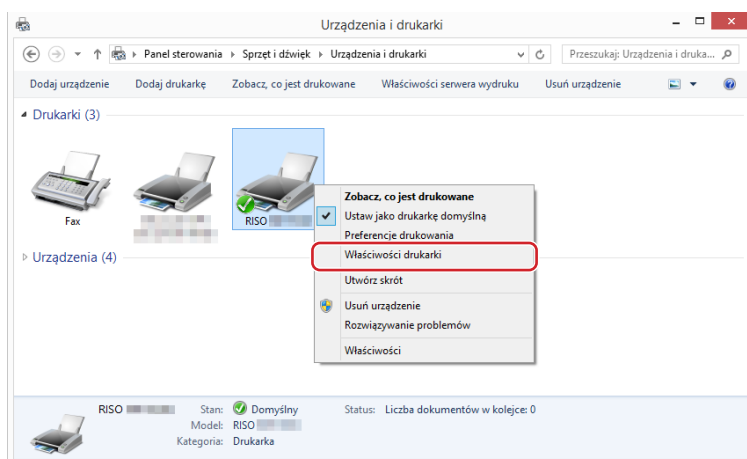 Urządzenia i drukarki
Panel sterowania ▸ Sprzęt i dźwięk ▸ Urządzenia i drukarki
Przeszukaj: Urządzenia i druka...
Dodaj urządzenie Dodaj drukarkę Zobacz, co jest drukowane Właściwości serwera wydruku Usuń urządzenie
Drukarki (3)
Fax
RISO
Zobacz, co jest drukowane
Ustaw jako drukarkę domyślną
Preferencje drukowania
Właściwości drukarki
Utwórz skrót
Usuń urządzenie
Rozwiązywanie problemów
Właściwości
Urządzenia (4)
RISO Stan: Domyślny Status: Liczba dokumentów w kolejce: 0
Model: RISO
Kategoria: Drukarka